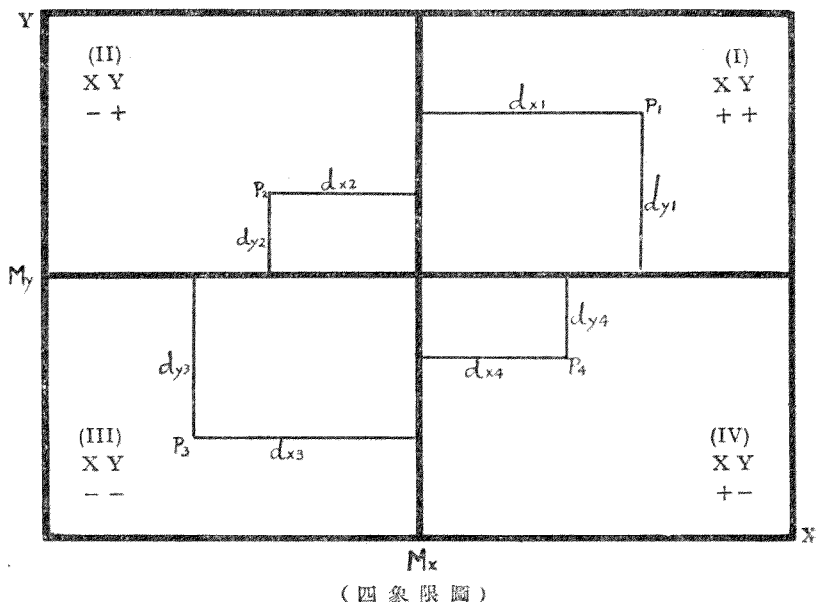 Y
(II)
X Y
− +
(I)
X Y
+ +
dx1
P1
dy1
P2
dx2
dy2
My
dy3
P3
dx3
dy4
dx4
P4
(III)
X Y
− −
(IV)
X Y
+ −
X
Mx
(四象限圖)